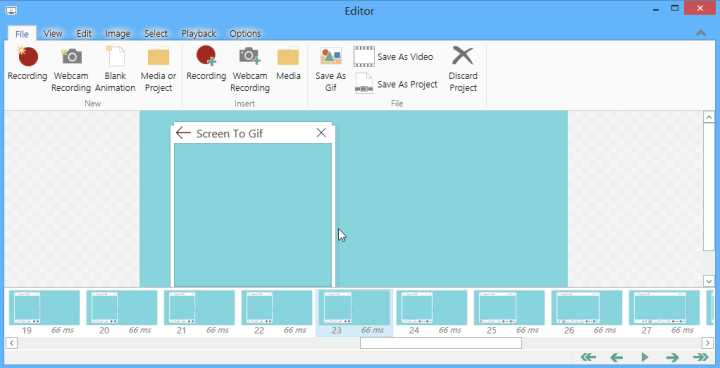 Editor
File View Edit Image Select Playback Options
Recording
Webcam Recording
Blank Animation
Media or Project
New
Recording
Webcam Recording
Media
Insert
Save As Gif
Save As Video
Save As Project
Discard Project
File
Screen To Gif
19 66 ms
20 66 ms
21 66 ms
22 66 ms
23 66 ms
24 66 ms
25 66 ms
26 66 ms
27 66 ms